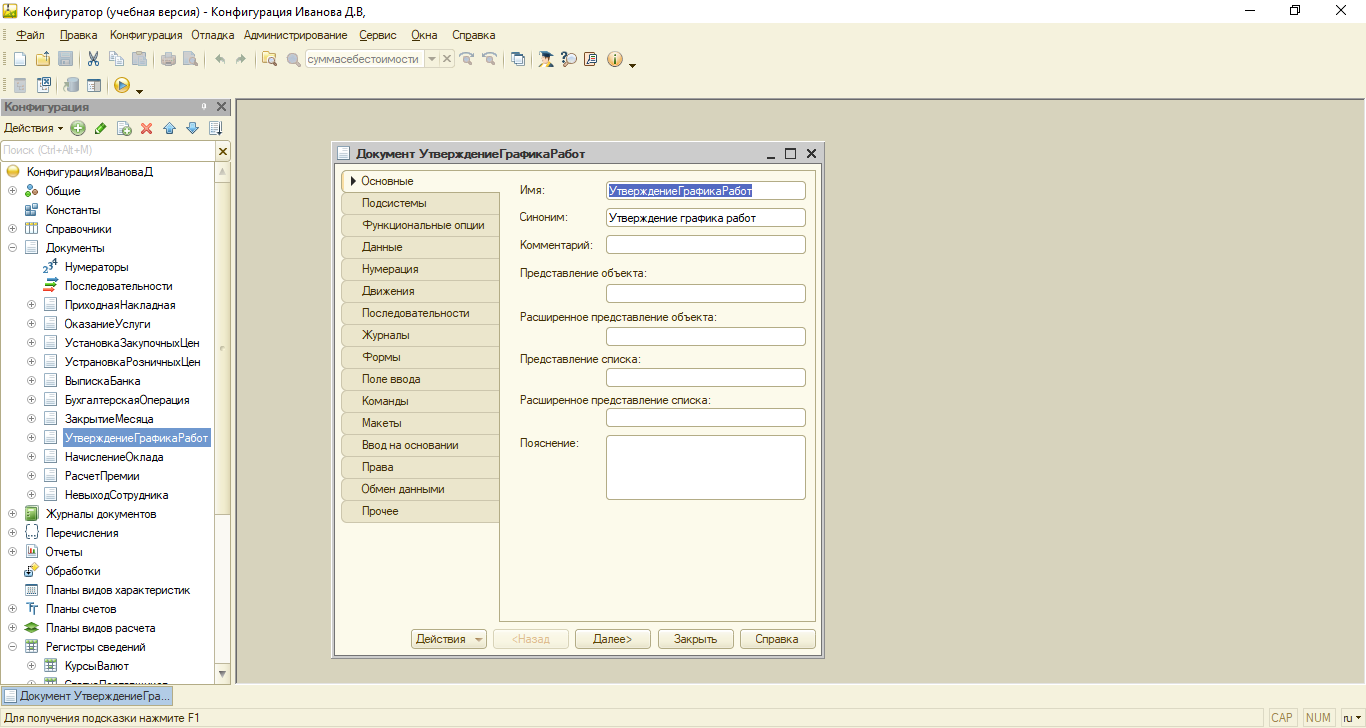 Конфигуратор (учебная версия) - Конфигурация Иванова Д.В,
Файл Правка Конфигурация Отладка Администрирование Сервис Окна Справка
суммасебестоимости
Конфигурация
Действия
Поиск (Ctrl+Alt+M)
КонфигурацияИвановаД
Общие
Константы
Справочники
Документы
Нумераторы
Последовательности
ПриходнаяНакладная
ОказаниеУслуги
УстановкаЗакупочныхЦен
УстрановкаРозничныхЦен
ВыпискаБанка
БухгалтерскаяОперация
ЗакрытиеМесяца
УтверждениеГрафикаРабот
НачислениеОклада
РасчетПремии
НевыходСотрудника
Журналы документов
Перечисления
Отчеты
Обработки
Планы видов характеристик
Планы счетов
Планы видов расчета
Регистры сведений
КурсыВалют
Документ УтверждениеГрафикаРабот
Основные
Подсистемы
Функциональные опции
Данные
Нумерация
Движения
Последовательности
Журналы
Формы
Поле ввода
Команды
Макеты
Ввод на основании
Права
Обмен данными
Прочее
Имя: УтверждениеГрафикаРабот
Синоним: Утверждение графика работ
Комментарий:
Представление объекта:
Расширенное представление объекта:
Представление списка:
Расширенное представление списка:
Пояснение:
Действия <Назад Далее> Закрыть Справка
Документ УтверждениеГра...
Для получения подсказки нажмите F1 CAP NUM ru